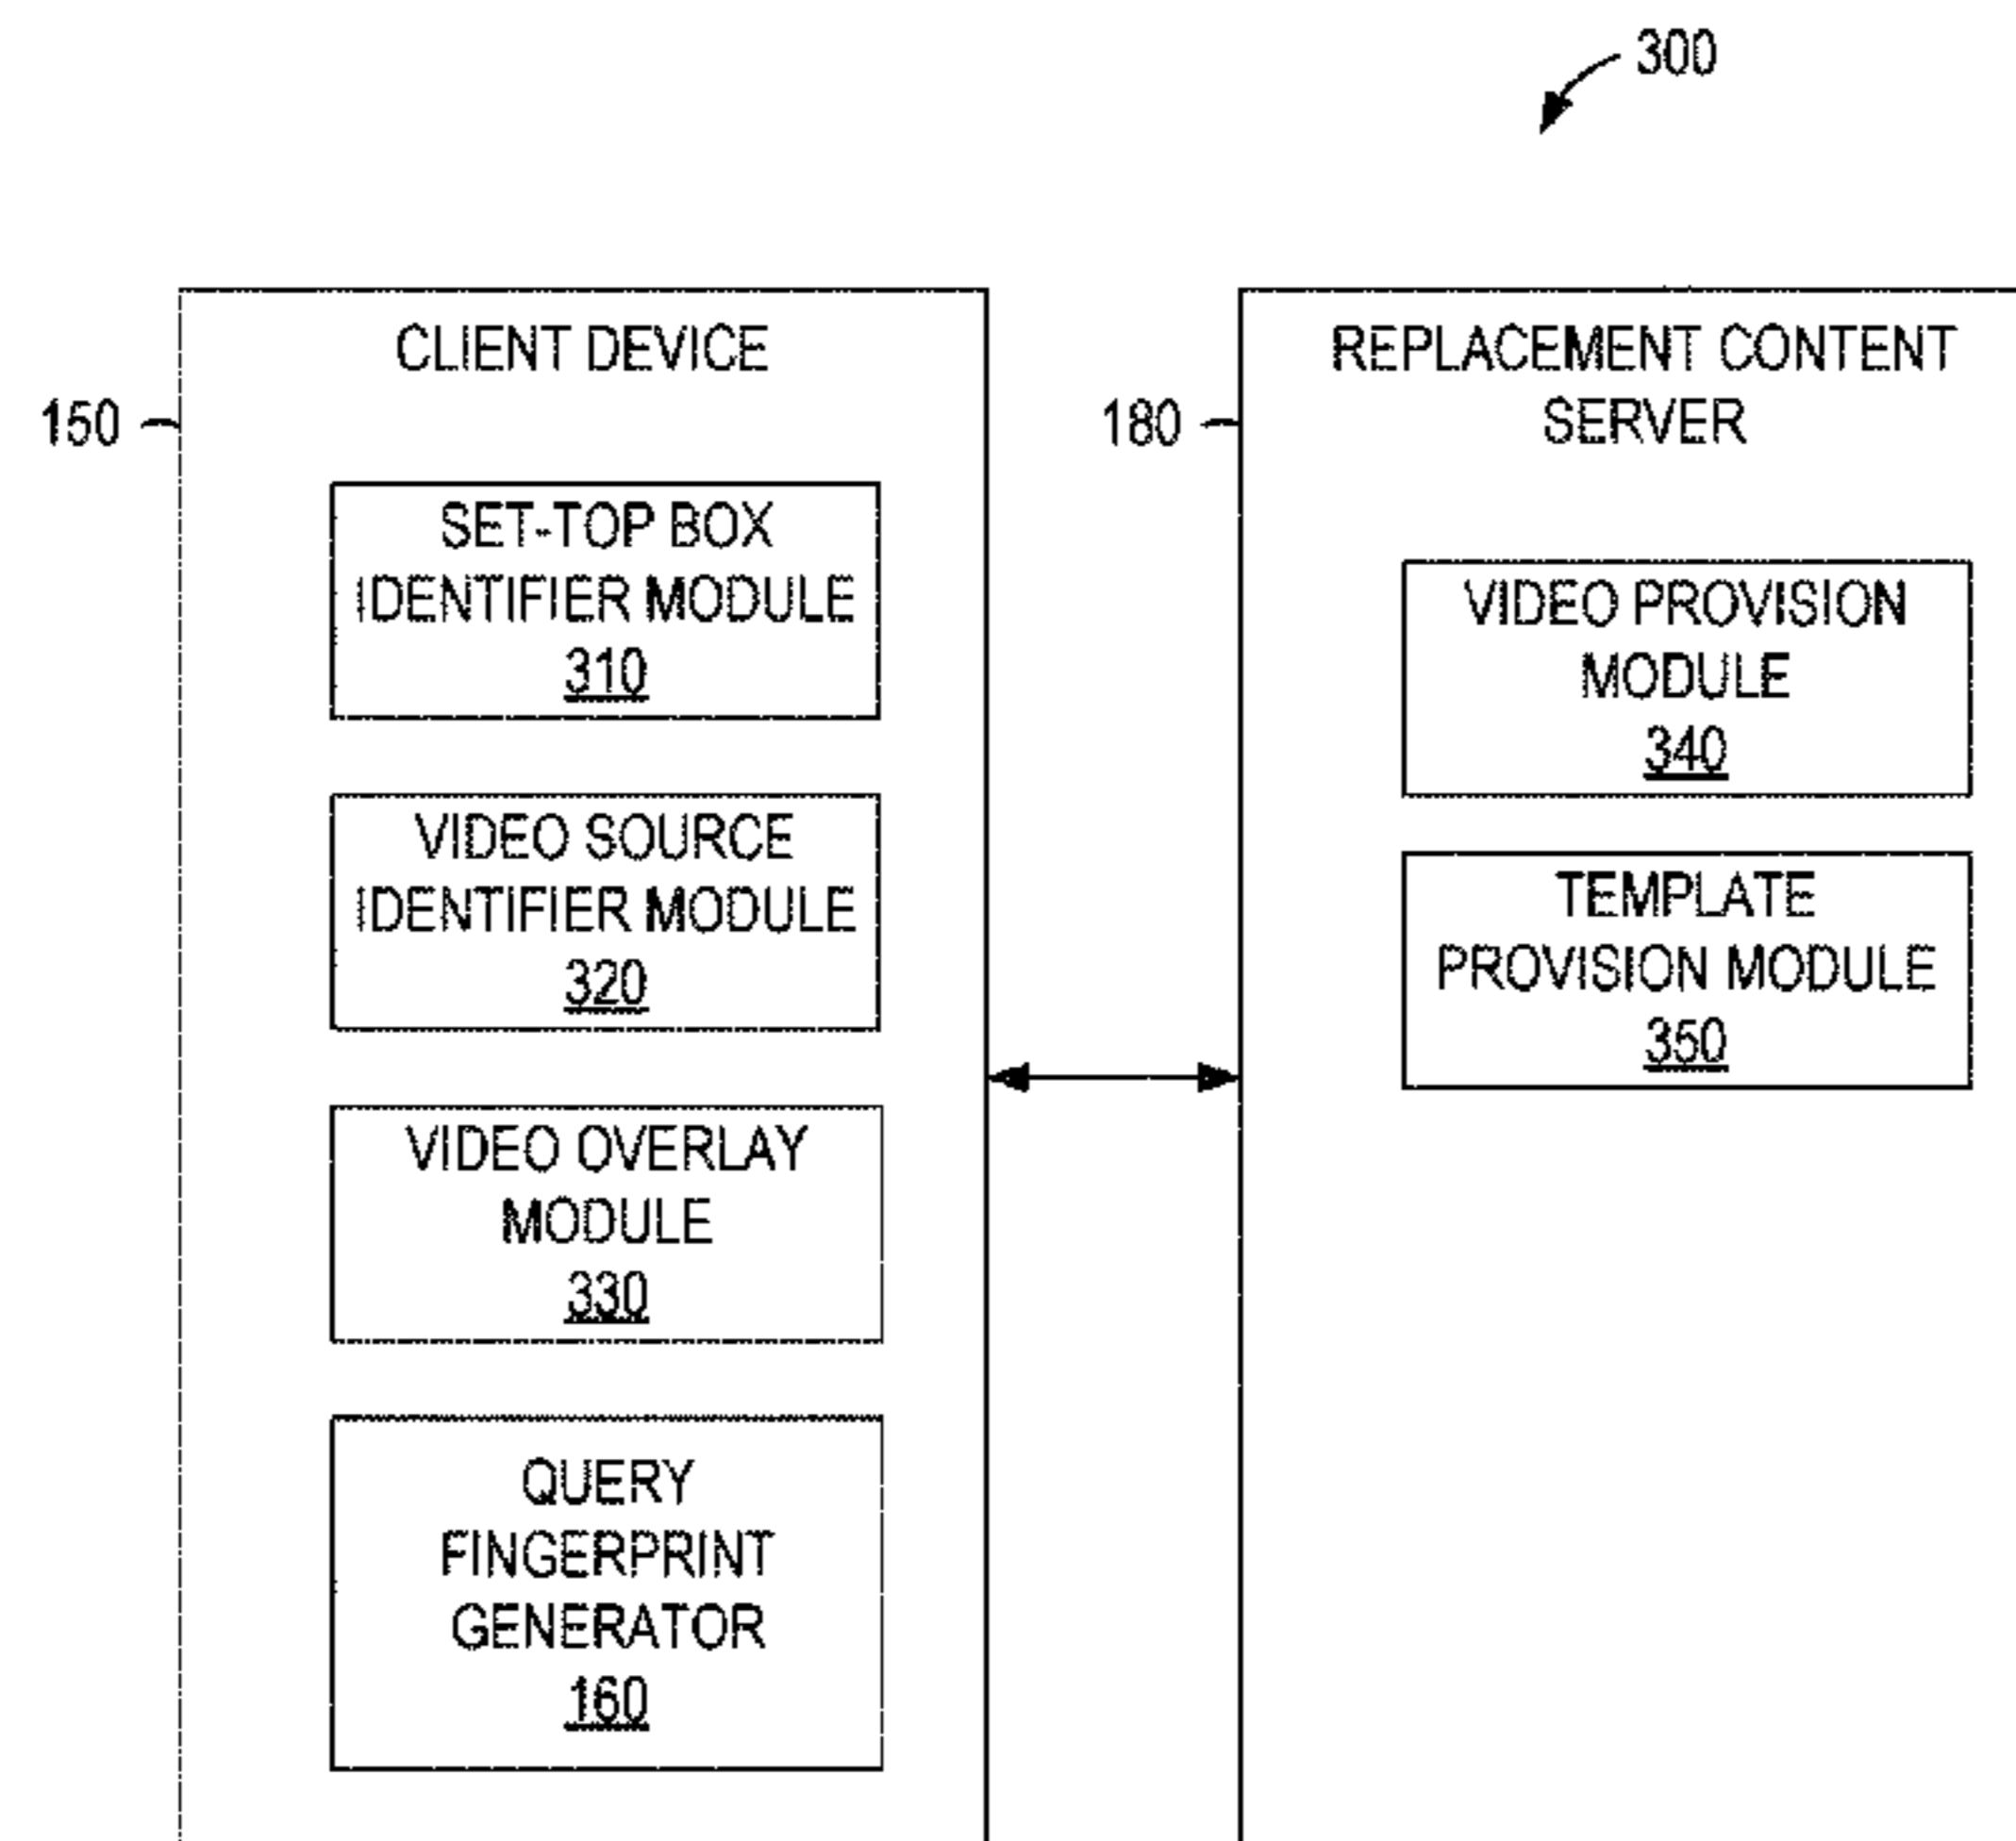 300
CLIENT DEVICE
150
SET-TOP BOX
IDENTIFIER MODULE
310
VIDEO SOURCE
IDENTIFIER MODULE
320
VIDEO OVERLAY
MODULE
330
QUERY
FINGERPRINT
GENERATOR
160
REPLACEMENT CONTENT
SERVER
180
VIDEO PROVISION
MODULE
340
TEMPLATE
PROVISION MODULE
350